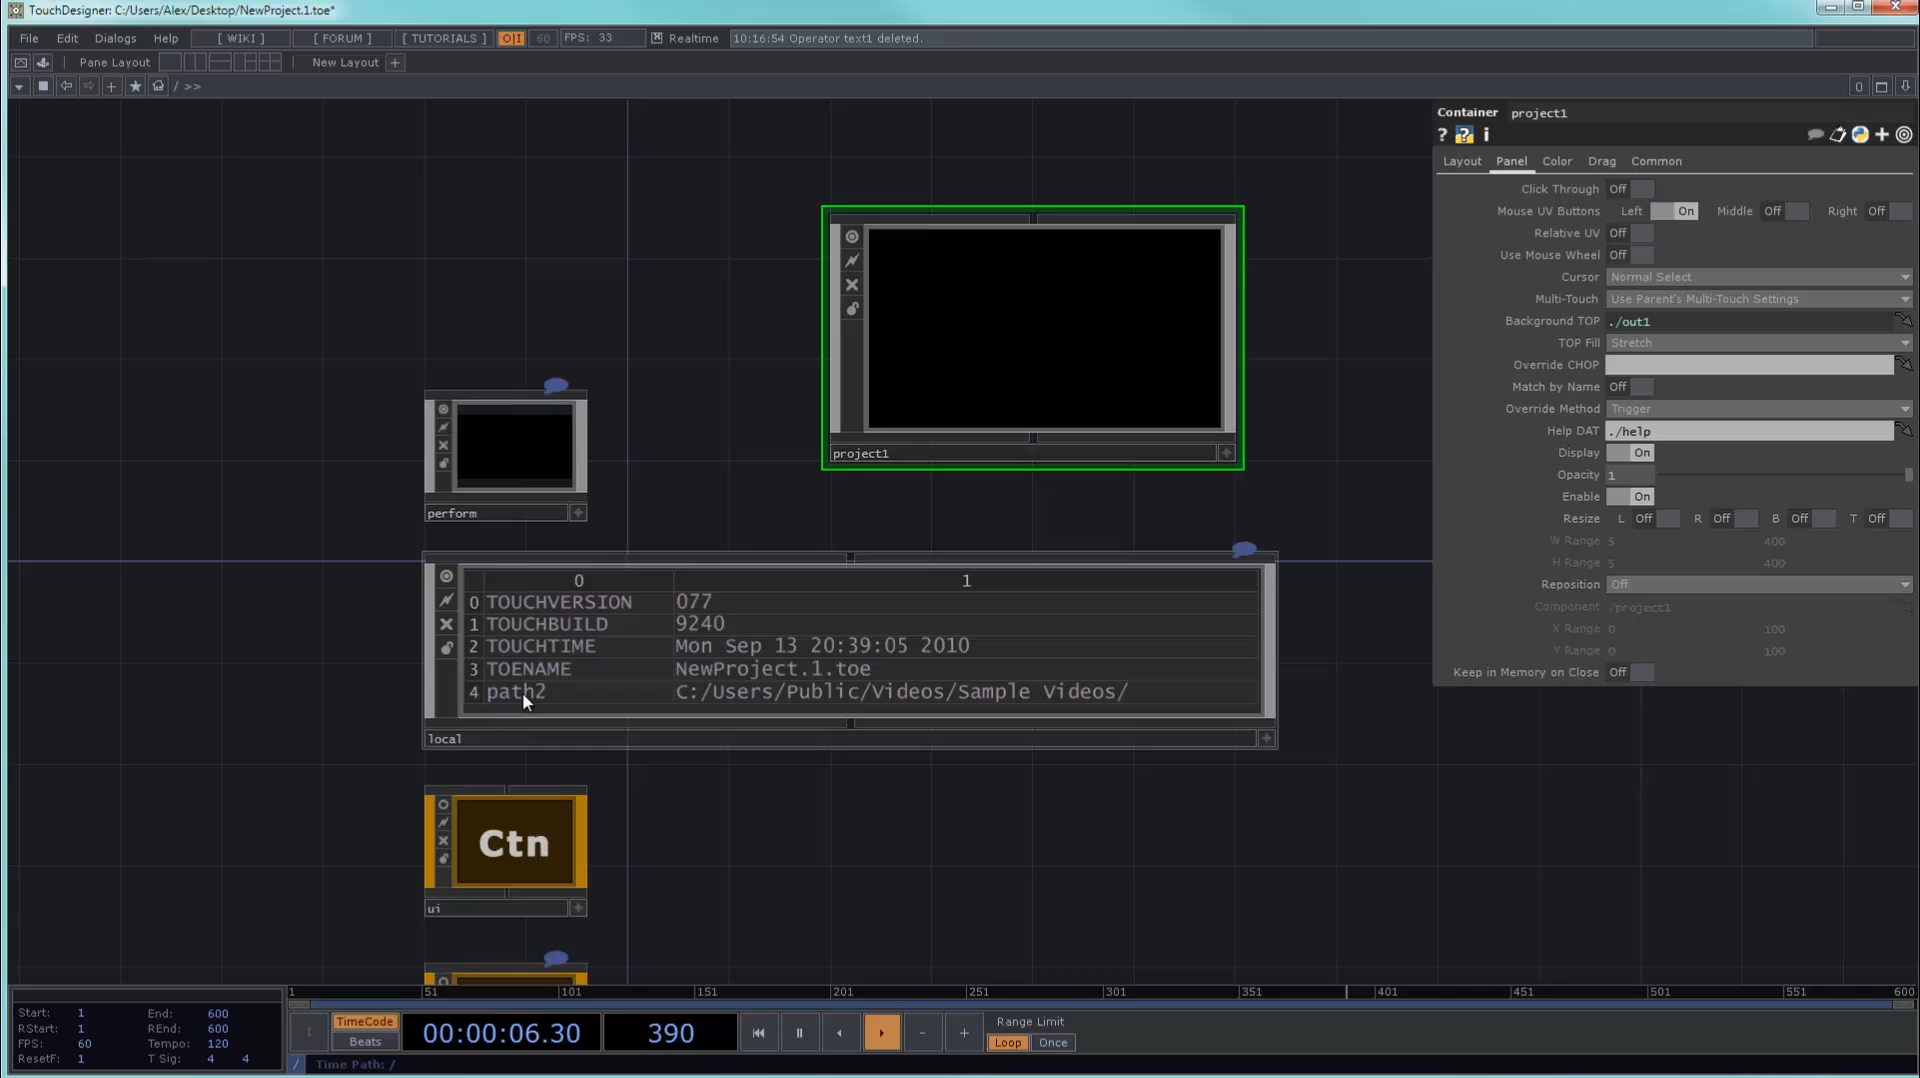 TouchDesigner: C:/Users/Alex/Desktop/NewProject.1.toe*
File Edit Dialogs Help [ WIKI ] [ FORUM ] [ TUTORIALS ] O|I 60 FPS: 33 Realtime 10:16:54 Operator text1 deleted.
Pane Layout New Layout +
/ >> 0
Container project1
? ? i
Layout Panel Color Drag Common
Click Through Off
Mouse UV Buttons Left On Middle Off Right Off
Relative UV Off
Use Mouse Wheel Off
Cursor Normal Select
Multi-Touch Use Parent's Multi-Touch Settings
Background TOP ./out1
TOP Fill Stretch
Override CHOP
Match by Name Off
Override Method Trigger
Help DAT ./help
Display On
Opacity 1
Enable On
Resize L Off R Off B Off T Off
W Range 5 400
H Range 5 400
Reposition Off
Component /project1
X Range 0 100
Y Range 0 100
Keep in Memory on Close Off
project1
perform
0 1
0 TOUCHVERSION 077
1 TOUCHBUILD 9240
2 TOUCHTIME Mon Sep 13 20:39:05 2010
3 TOENAME NewProject.1.toe
4 path2 C:/Users/Public/Videos/Sample Videos/
local
Ctn
ui
1 51 101 151 201 251 301 351 401 451 501 551 600
Start: 1 End: 600
RStart: 1 REnd: 600
FPS: 60 Tempo: 120
ResetF: 1 T Sig: 4 4
TimeCode
Beats
00:00:06.30 390
Range Limit
Loop Once
/ Time Path: /